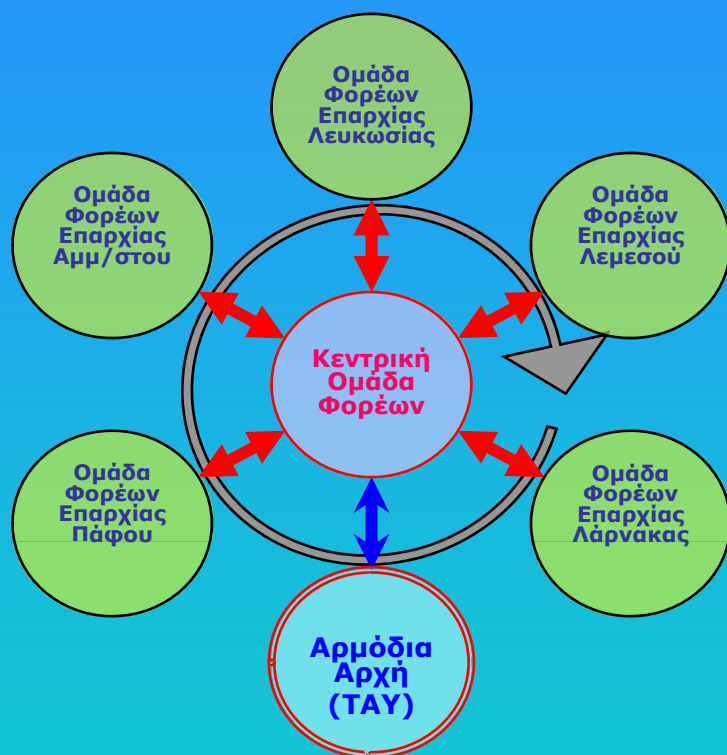 Ομάδα
Φορέων
Επαρχίας
Λευκωσίας
Ομάδα
Φορέων
Επαρχίας
Αμμ/στου
Ομάδα
Φορέων
Επαρχίας
Λεμεσού
Κεντρική
Ομάδα
Φορέων
Ομάδα
Φορέων
Επαρχίας
Πάφου
Ομάδα
Φορέων
Επαρχίας
Λάρνακας
Αρμόδια
Αρχή
(ΤΑΥ)